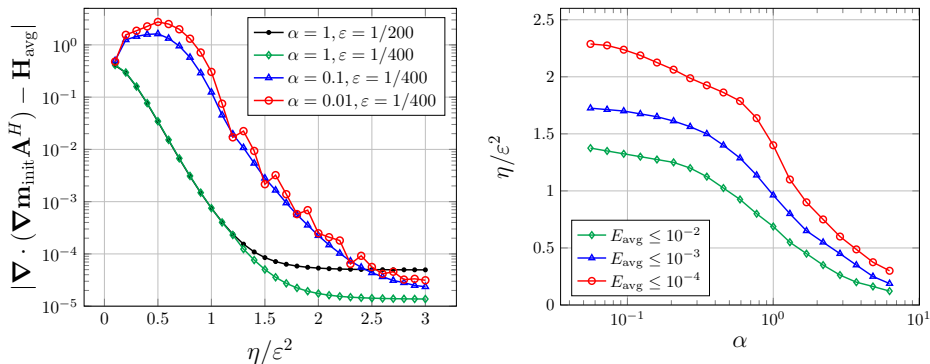 |∇ · (∇m_init A^H) − H_avg|
10^0
10^−1
10^−2
10^−3
10^−4
10^−5
0 0.5 1 1.5 2 2.5 3
η/ε²
α = 1, ε = 1/200
α = 1, ε = 1/400
α = 0.1, ε = 1/400
α = 0.01, ε = 1/400
η/ε²
2.5
2
1.5
1
0.5
0
10^−1 10^0 10^1
α
E_avg ≤ 10^−2
E_avg ≤ 10^−3
E_avg ≤ 10^−4